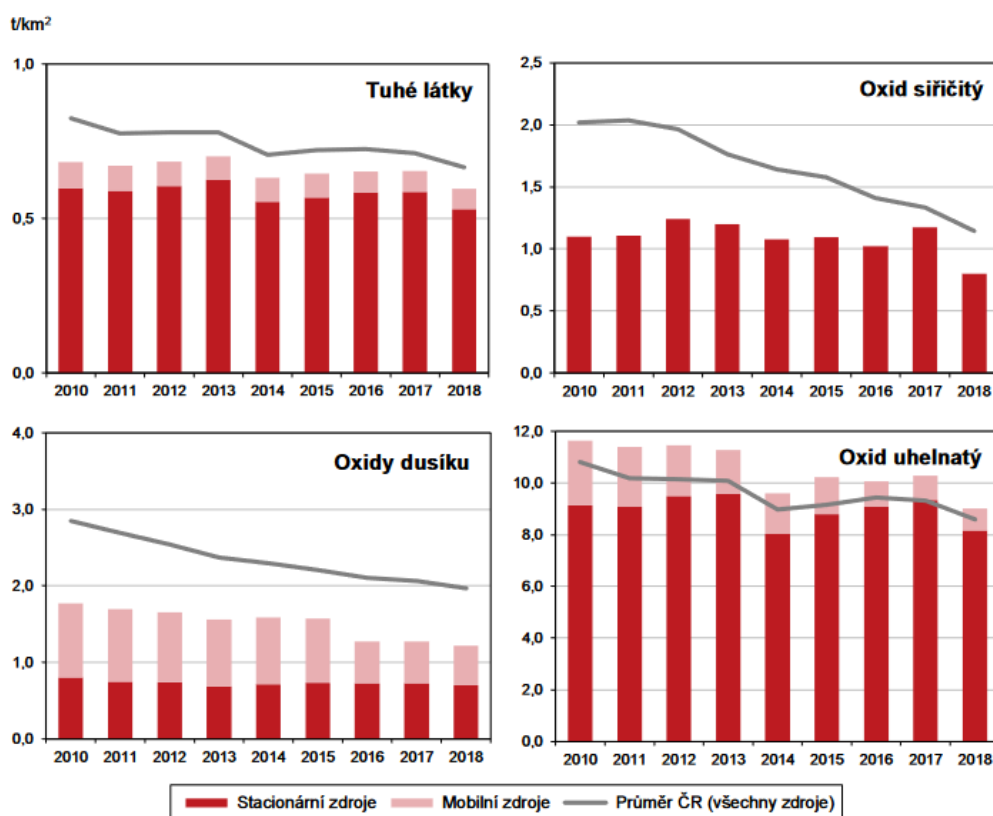 t/km²
Tuhé látky
1,0
0,5
0,0
2010 2011 2012 2013 2014 2015 2016 2017 2018
Oxid siřičitý
2,5
2,0
1,5
1,0
0,5
0,0
2010 2011 2012 2013 2014 2015 2016 2017 2018
Oxidy dusíku
4,0
3,0
2,0
1,0
0,0
2010 2011 2012 2013 2014 2015 2016 2017 2018
Oxid uhelnatý
12,0
10,0
8,0
6,0
4,0
2,0
0,0
2010 2011 2012 2013 2014 2015 2016 2017 2018
Stacionární zdroje Mobilní zdroje Průměr ČR (všechny zdroje)